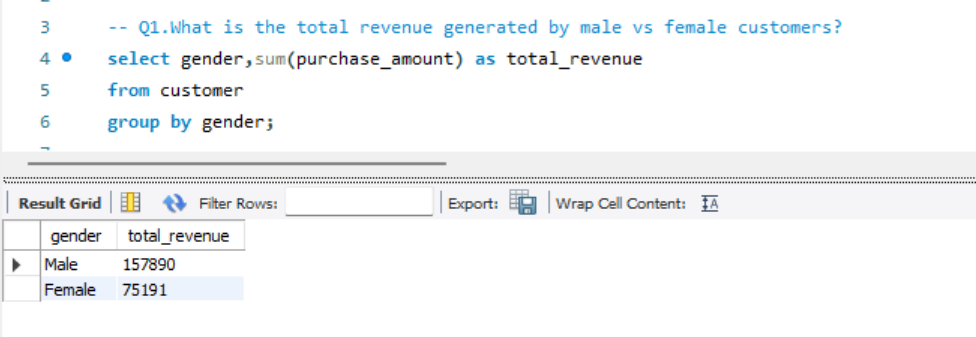 3 -- Q1.What is the total revenue generated by male vs female customers?
4 select gender,sum(purchase_amount) as total_revenue
5 from customer
6 group by gender;
Result Grid Filter Rows: Export: Wrap Cell Content: IA
gender total_revenue
Male 157890
Female 75191